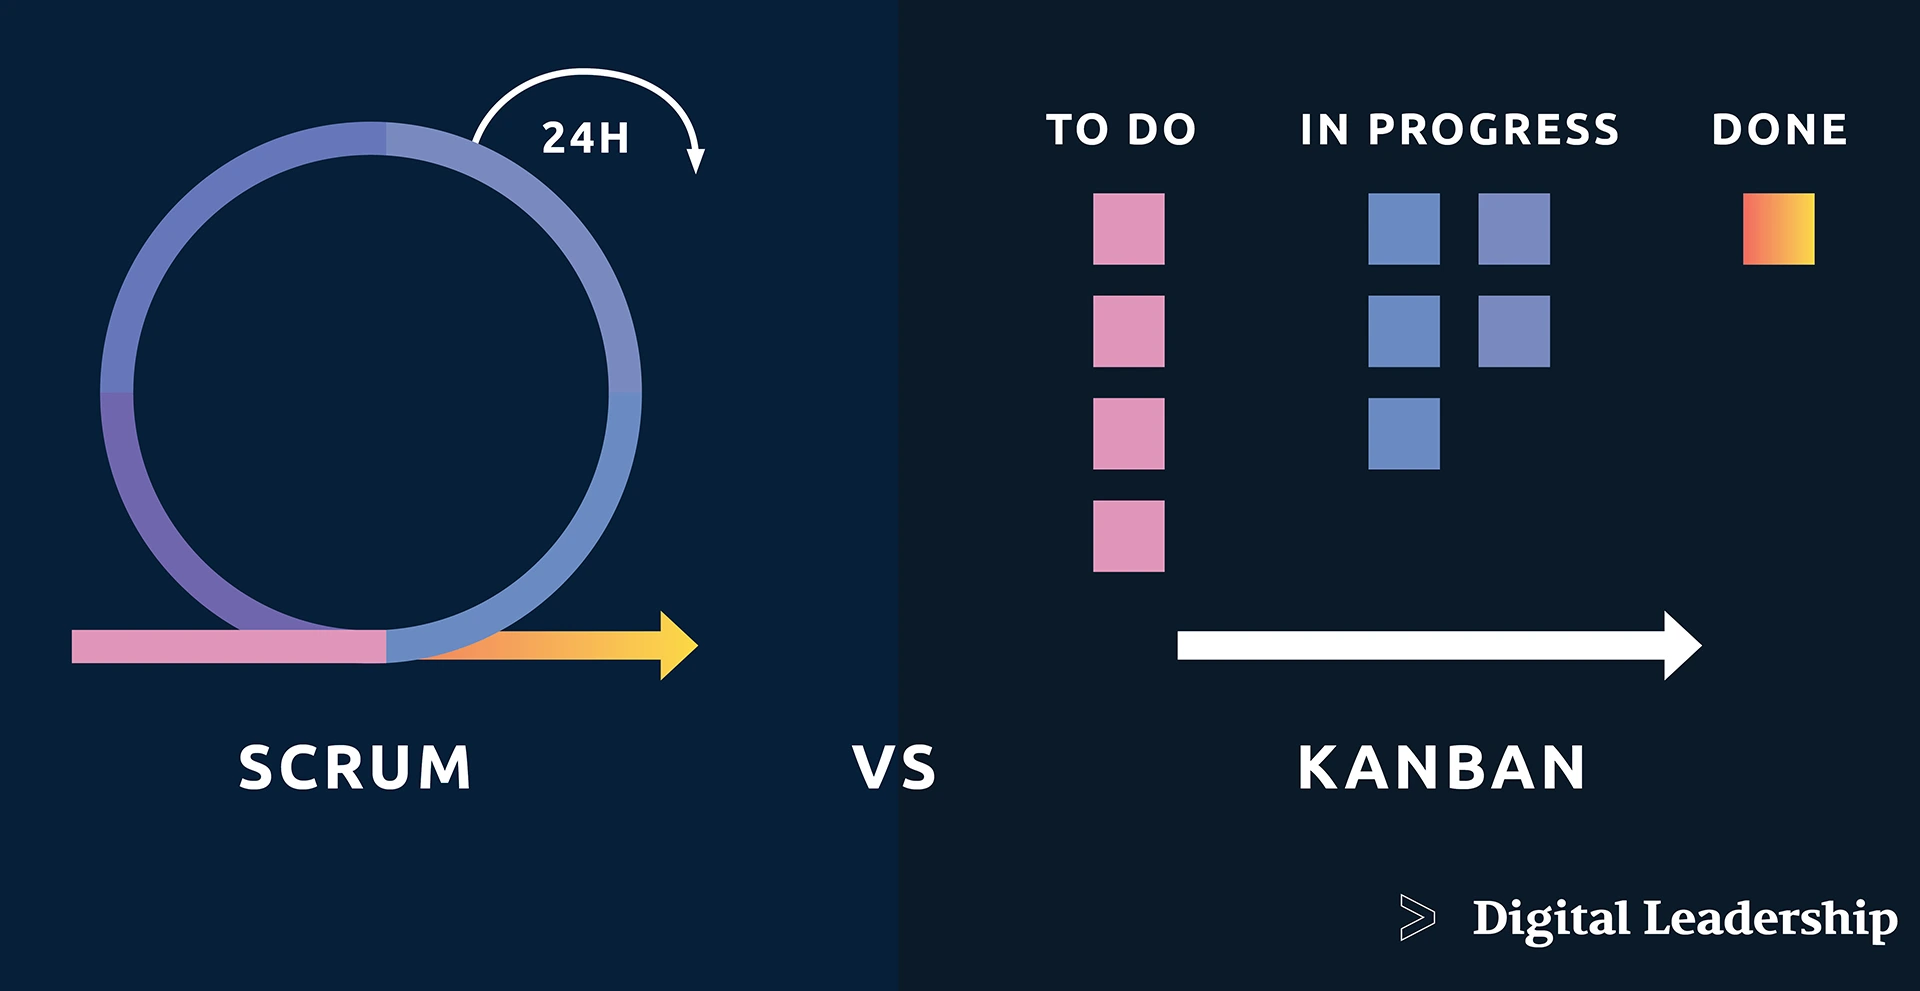 24H
SCRUM
VS
TO DO
IN PROGRESS
DONE
KANBAN
Digital Leadership